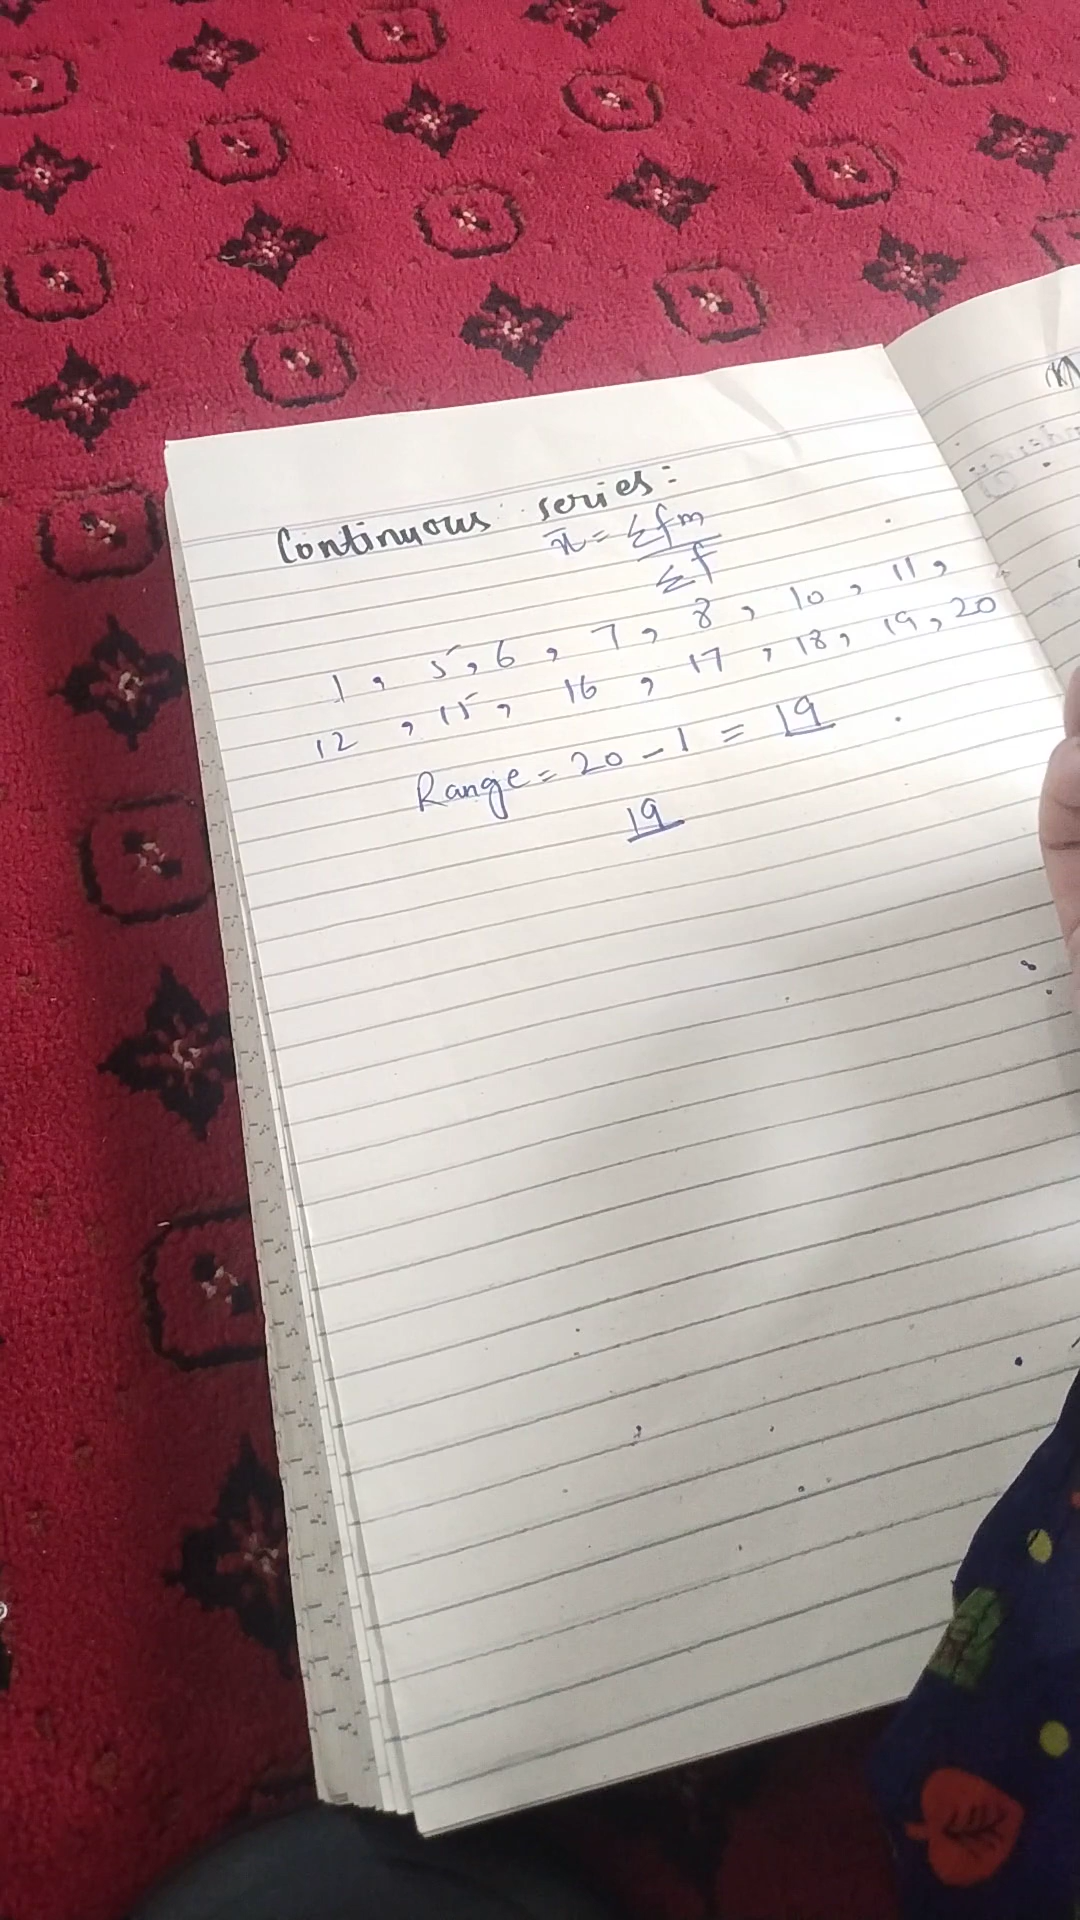 Continuous series:
x̄ = Σfm
Σf
1, 5, 6, 7, 8, 10, 11,
12, 15, 16, 17, 18, 19, 20
Range = 20 - 1 = 19
19